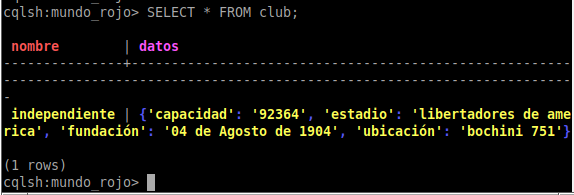 cqlsh:mundo_rojo> SELECT * FROM club;
 nombre        | datos
---------------+------------------------------------------------------
-----------------------------------------------------------------------
-
 independiente | {'capacidad': '92364', 'estadio': 'libertadores de ame
rica', 'fundación': '04 de Agosto de 1904', 'ubicación': 'bochini 751'}
(1 rows)
cqlsh:mundo_rojo>